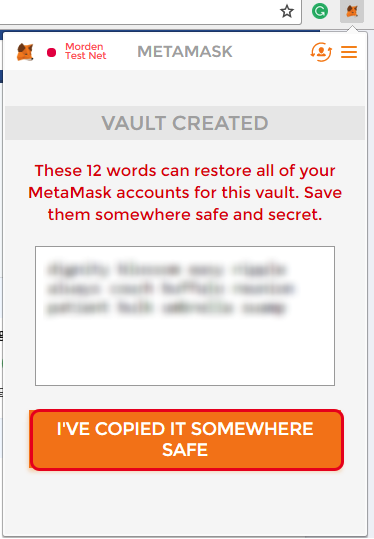 Morden
Test Net
METAMASK
VAULT CREATED
These 12 words can restore all of your
MetaMask accounts for this vault. Save
them somewhere safe and secret.
I'VE COPIED IT SOMEWHERE
SAFE